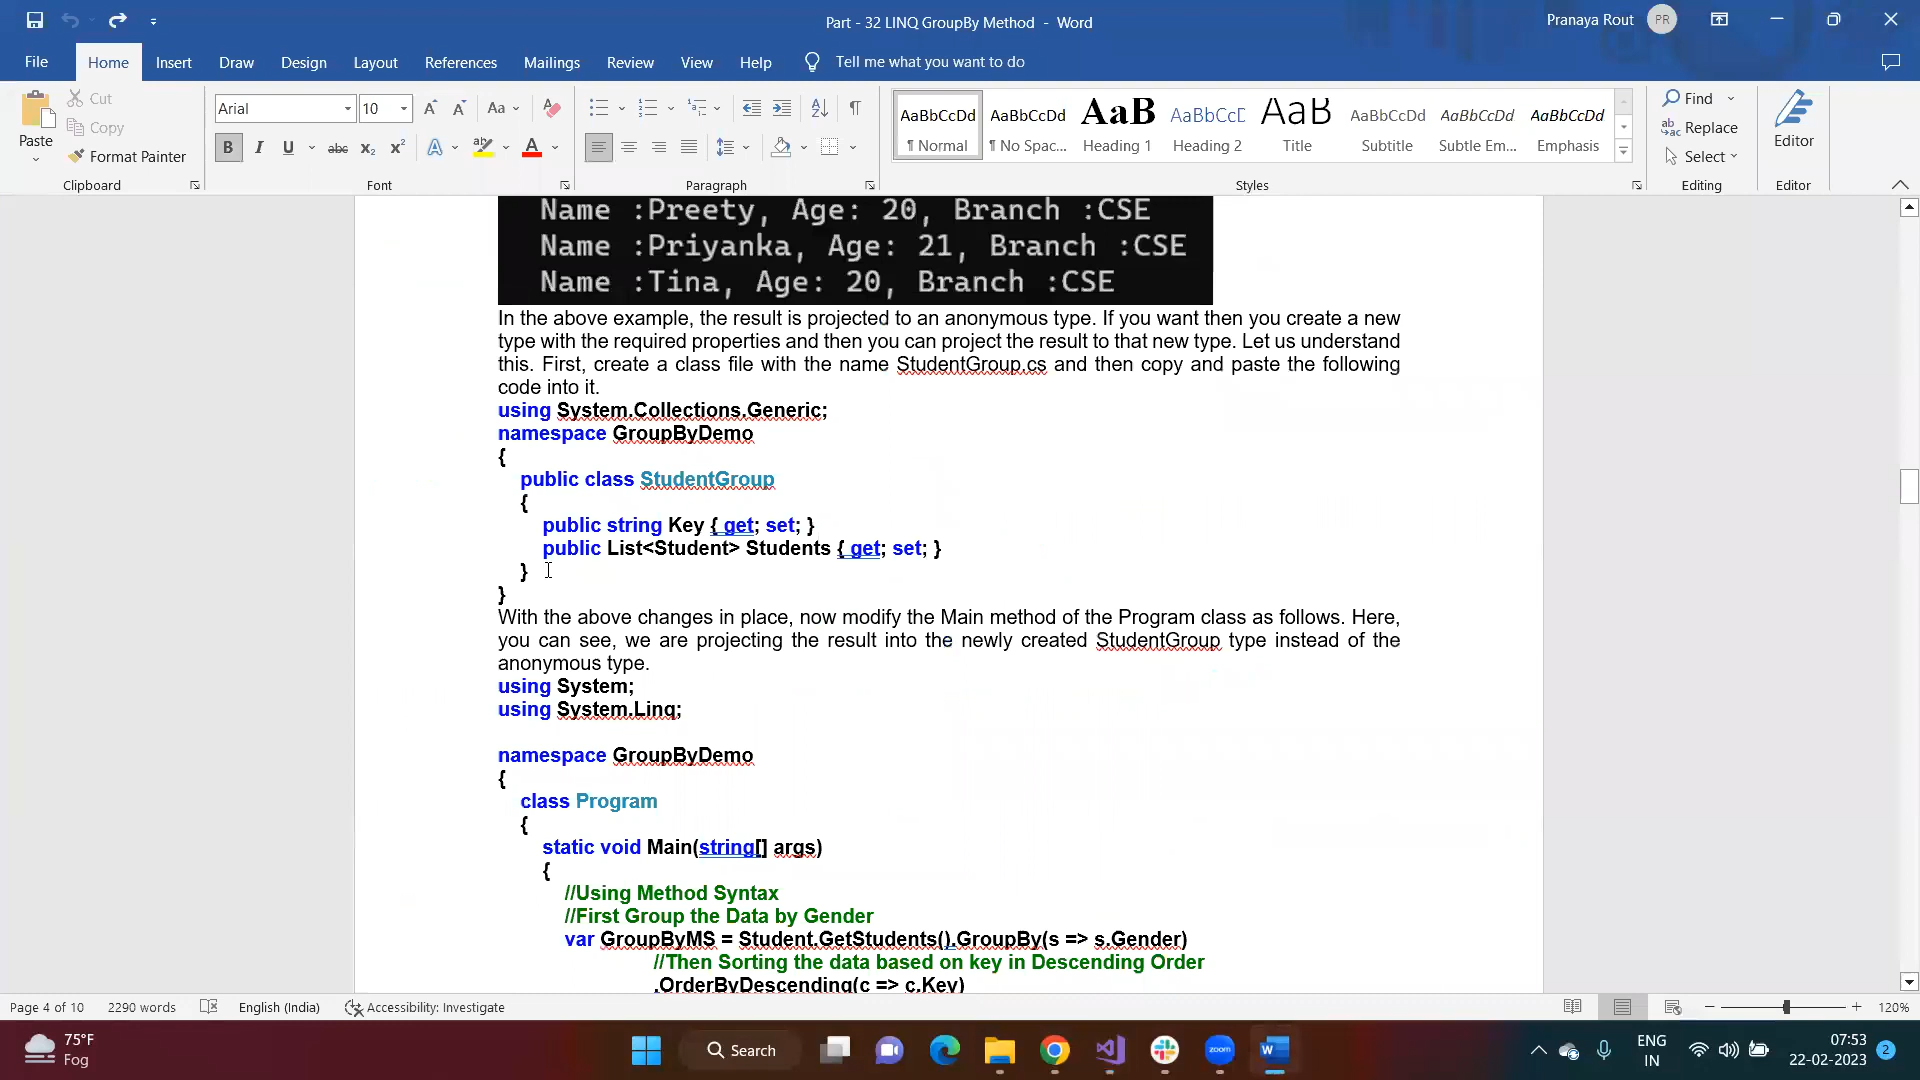 Part - 32 LINQ GroupBy Method - Word
Pranaya Rout
PR
File
Home
Insert
Draw
Design
Layout
References
Mailings
Review
View
Help
Tell me what you want to do
Paste
Cut
Copy
Format Painter
Clipboard
Arial
10
Font
Paragraph
AaBbCcDd
¶ Normal
AaBbCcDd
¶ No Spac...
AaB
Heading 1
AaBbCcC
Heading 2
AaB
Title
AaBbCcDd
Subtitle
AaBbCcDd
Subtle Em...
AaBbCcDd
Emphasis
Styles
Find
Replace
Select
Editing
Editor
Editor
Name :Preety, Age: 20, Branch :CSE
Name :Priyanka, Age: 21, Branch :CSE
Name :Tina, Age: 20, Branch :CSE
In the above example, the result is projected to an anonymous type. If you want then you create a new
type with the required properties and then you can project the result to that new type. Let us understand
this. First, create a class file with the name StudentGroup.cs and then copy and paste the following
code into it.
using System.Collections.Generic;
namespace GroupByDemo
{
public class StudentGroup
{
public string Key { get; set; }
public List<Student> Students { get; set; }
}
}
With the above changes in place, now modify the Main method of the Program class as follows. Here,
you can see, we are projecting the result into the newly created StudentGroup type instead of the
anonymous type.
using System;
using System.Linq;
namespace GroupByDemo
{
class Program
{
static void Main(string[] args)
{
//Using Method Syntax
//First Group the Data by Gender
var GroupByMS = Student.GetStudents().GroupBy(s => s.Gender)
//Then Sorting the data based on key in Descending Order
.OrderByDescending(c => c.Key)
Page 4 of 10
2290 words
English (India)
Accessibility: Investigate
120%
75°F
Fog
Search
zoom
ENG
IN
07:53
22-02-2023
2